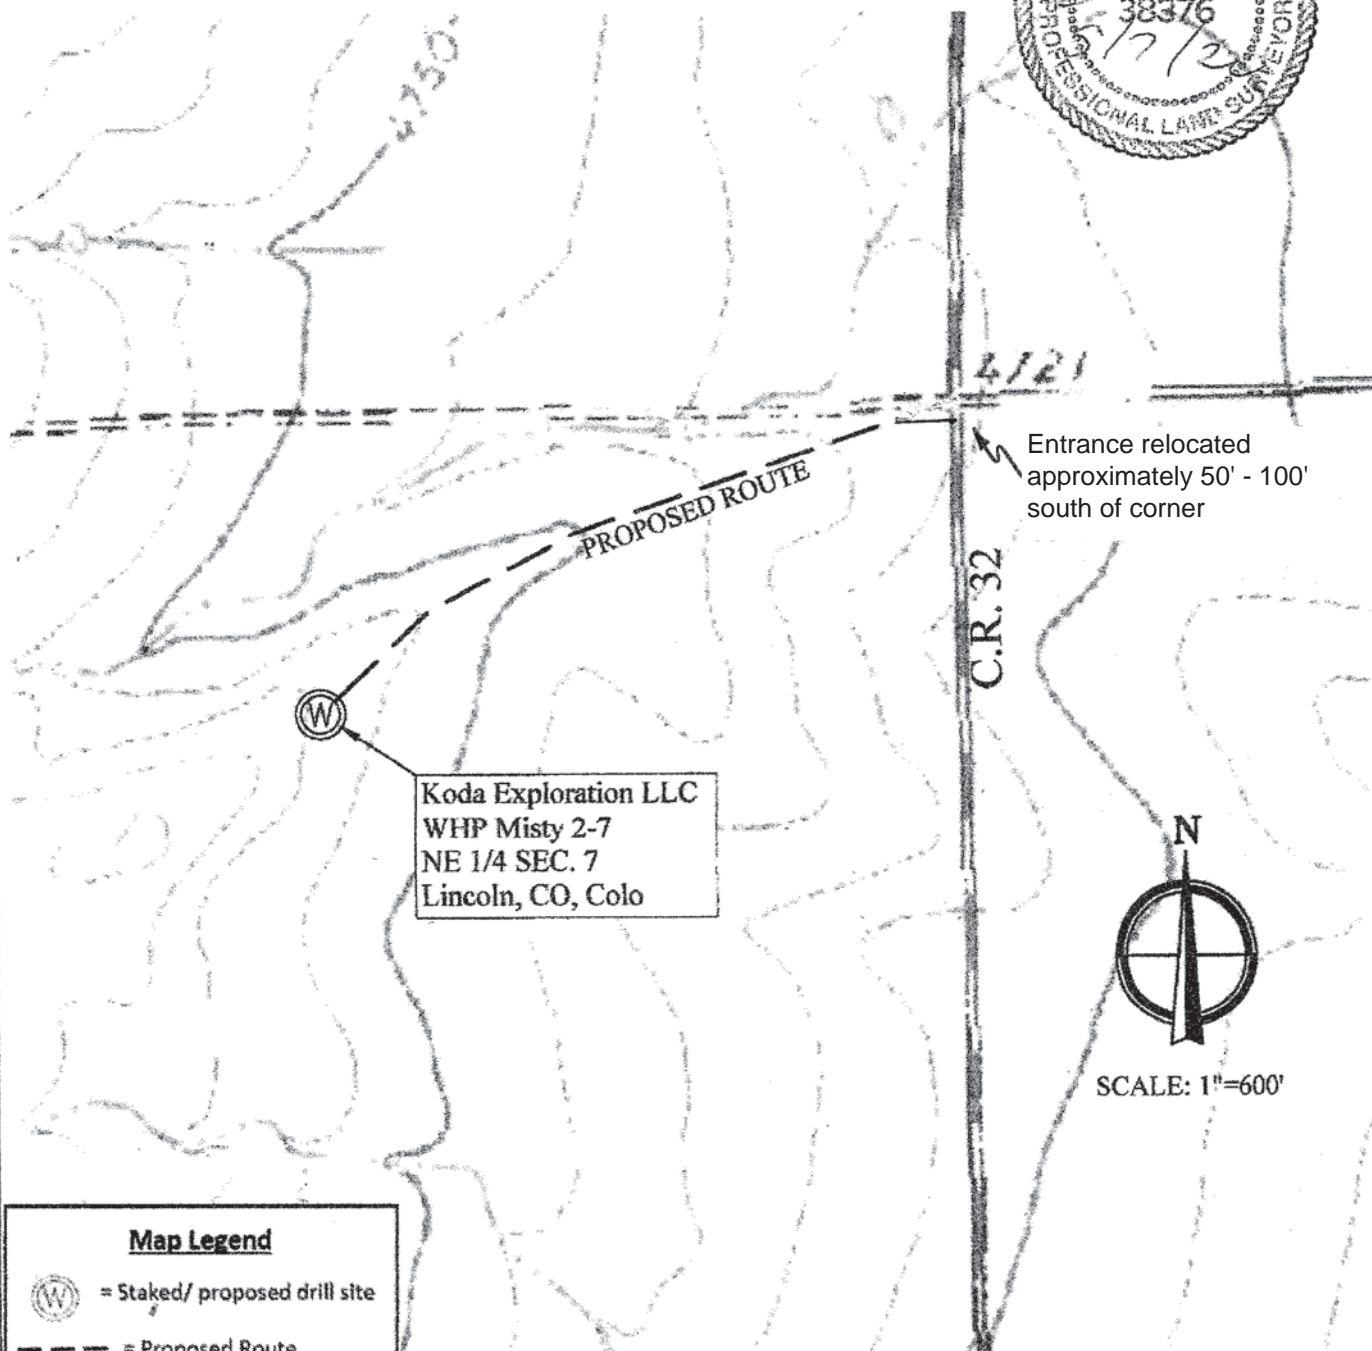 38376
PROFESSIONAL LAND SURVEYOR
4750
4721
Entrance relocated
approximately 50' - 100'
south of corner
PROPOSED ROUTE
C.R. 32
W
Koda Exploration LLC
WHP Misty 2-7
NE 1/4 SEC. 7
Lincoln, CO, Colo
N
SCALE: 1"=600'
Map Legend
W = Staked/ proposed drill site
= Proposed Route